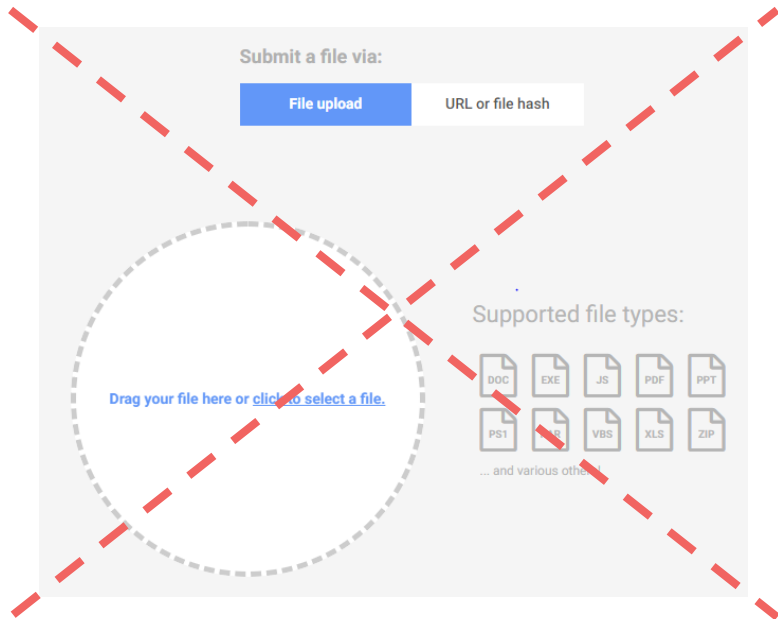 Submit a file via:
File upload
URL or file hash
Supported file types:
DOC EXE JS PDF PPT
Drag your file here or click to select a file.
PS1 VBS XLS ZIP
... and various